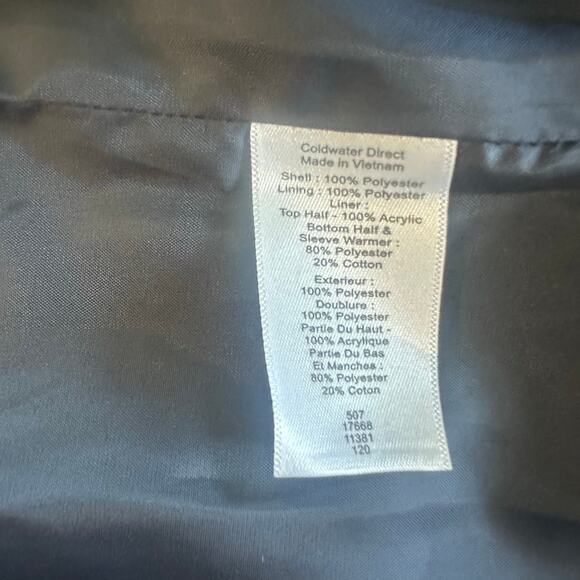 Coldwater Direct
Made in Vietnam
Shell : 100% Polyester
Lining : 100% Polyester
Liner :
Top Half - 100% Acrylic
Bottom Half &
Sleeve Warmer :
80% Polyester
20% Cotton
Exterieur :
100% Polyester
Doublure :
100% Polyester
Partie Du Haut -
100% Acrylique
Partie Du Bas
Et Manches :
80% Polyester
20% Coton
507
17668
11381
120